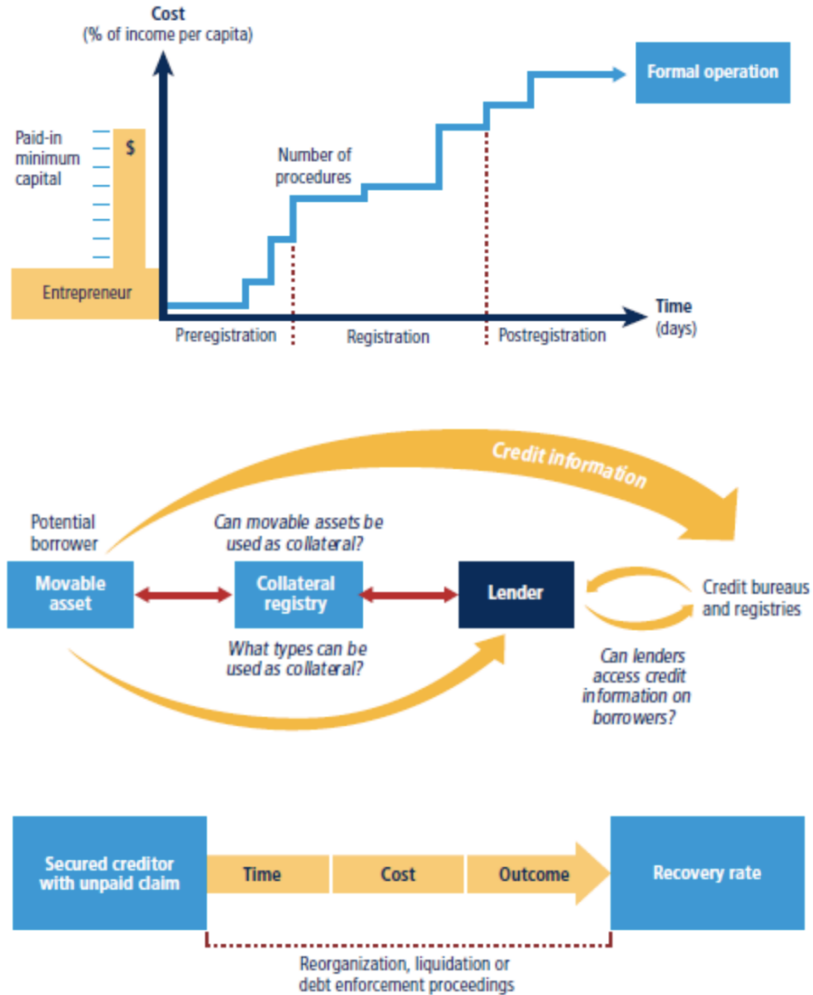 Cost
(% of income per capita)
Formal operation
Paid-in
minimum
capital
$
Number of
procedures
Entrepreneur
Time
(days)
Preregistration
Registration
Postregistration
Credit information
Potential
borrower
Can movable assets be
used as collateral?
Movable
asset
Collateral
registry
Lender
Credit bureaus
and registries
What types can be
used as collateral?
Can lenders
access credit
information on
borrowers?
Secured creditor
with unpaid claim
Time
Cost
Outcome
Recovery rate
Reorganization, liquidation or
debt enforcement proceedings